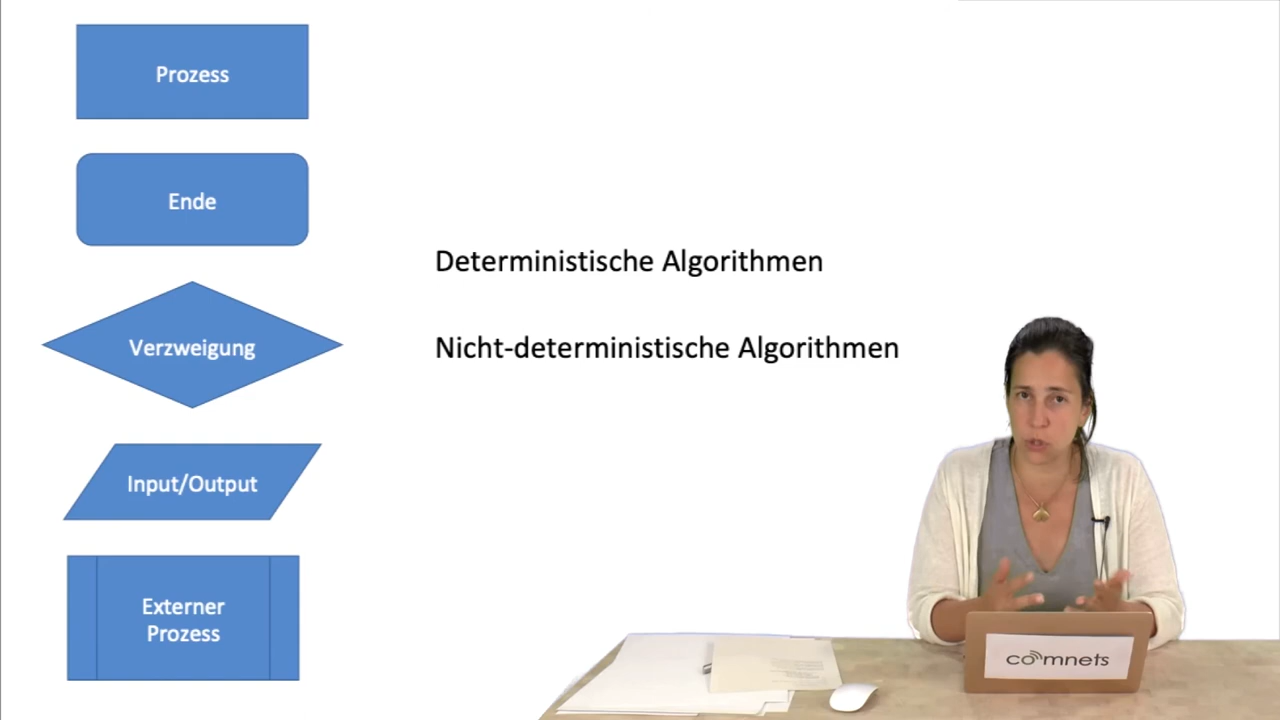 Prozess
Ende
Verzweigung
Input/Output
Externer
Prozess
Deterministische Algorithmen
Nicht-deterministische Algorithmen
comnets